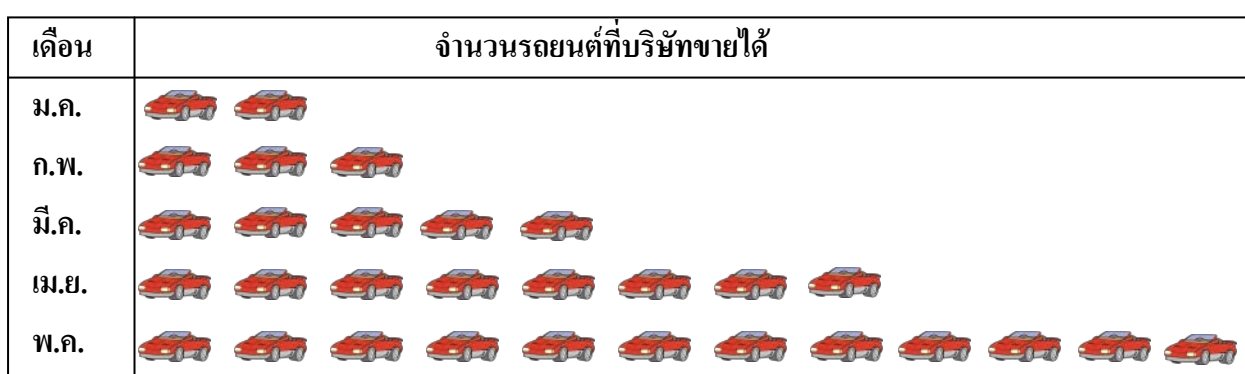 เดือน จำนวนรถยนต์ที่บริษัทขายได้
ม.ค.
ก.พ.
มี.ค.
เม.ย.
พ.ค.